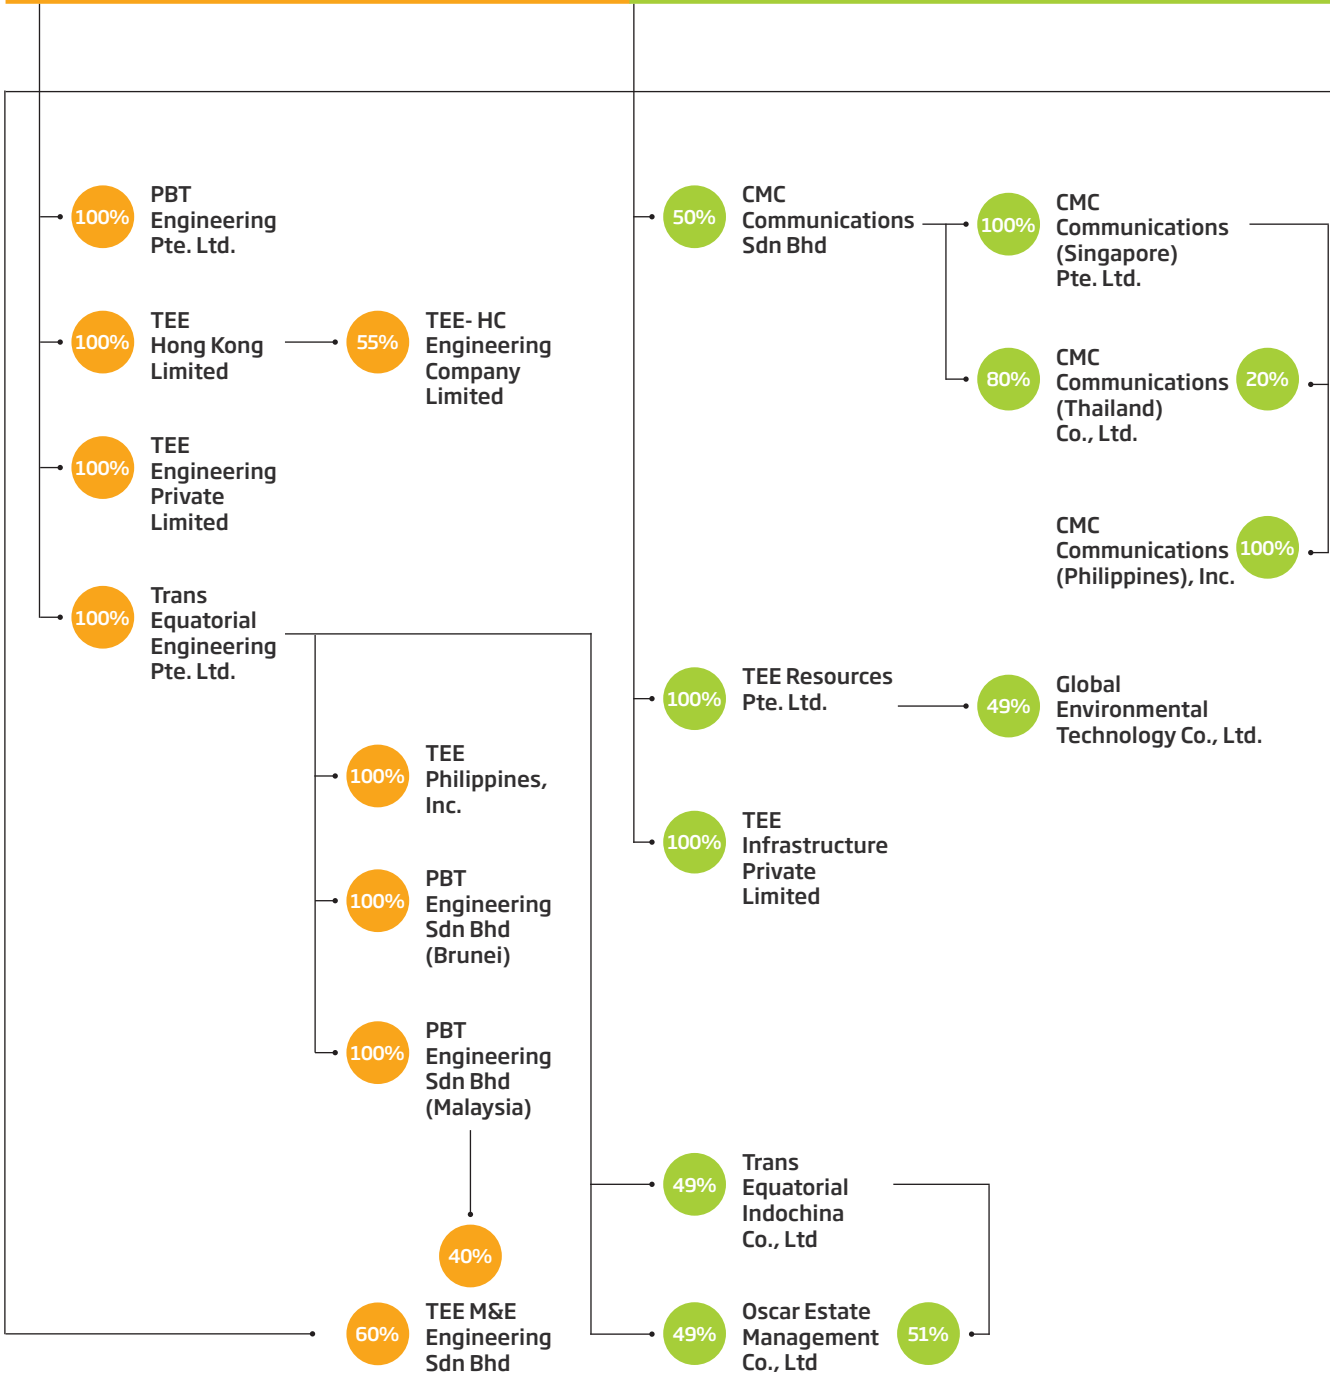 100%
PBT
Engineering
Pte. Ltd.
100%
TEE
Hong Kong
Limited
55%
TEE- HC
Engineering
Company
Limited
100%
TEE
Engineering
Private
Limited
100%
Trans
Equatorial
Engineering
Pte. Ltd.
100%
TEE
Philippines,
Inc.
100%
PBT
Engineering
Sdn Bhd
(Brunei)
100%
PBT
Engineering
Sdn Bhd
(Malaysia)
40%
60%
TEE M&E
Engineering
Sdn Bhd
50%
CMC
Communications
Sdn Bhd
100%
CMC
Communications
(Singapore)
Pte. Ltd.
80%
CMC
Communications
(Thailand)
Co., Ltd.
20%
CMC
Communications
(Philippines), Inc.
100%
100%
TEE Resources
Pte. Ltd.
49%
Global
Environmental
Technology Co., Ltd.
100%
TEE
Infrastructure
Private
Limited
49%
Trans
Equatorial
Indochina
Co., Ltd
49%
Oscar Estate
Management
Co., Ltd
51%